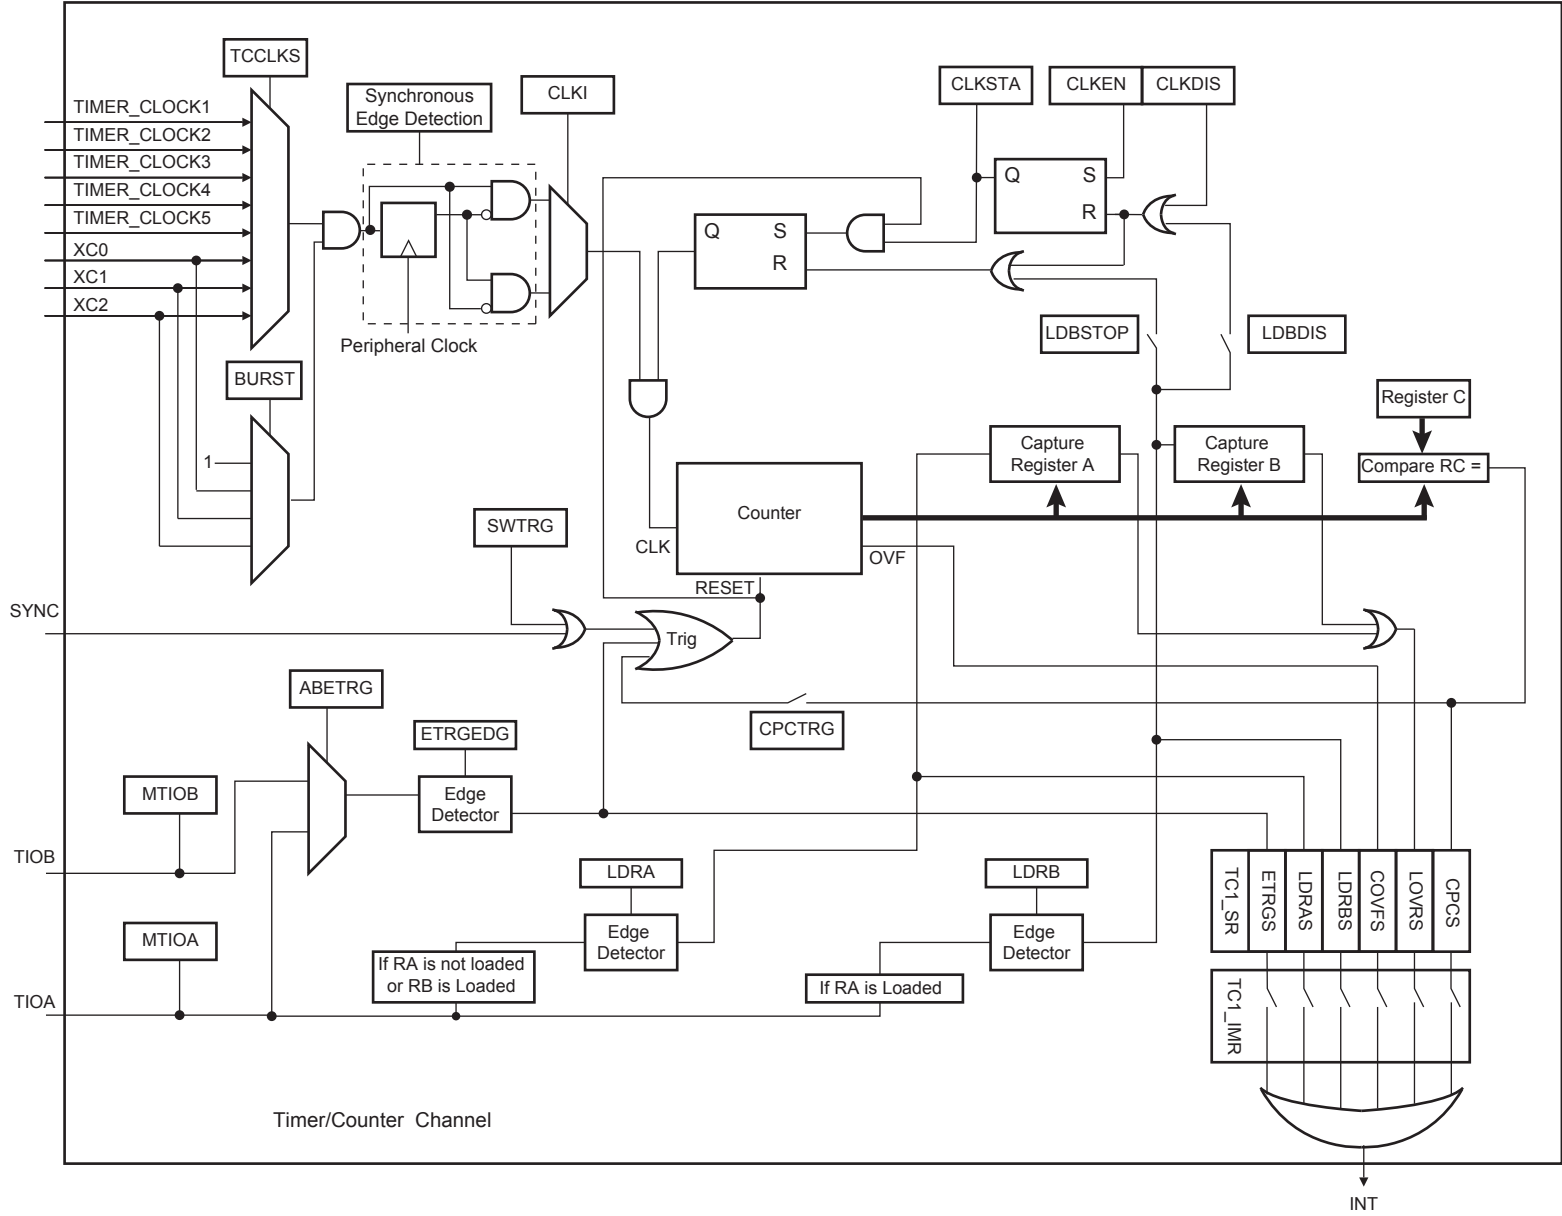 TCCLKS
TIMER_CLOCK1
TIMER_CLOCK2
TIMER_CLOCK3
TIMER_CLOCK4
TIMER_CLOCK5
XC0
XC1
XC2
Synchronous
Edge Detection
CLKI
Peripheral Clock
BURST
1
CLKSTA
CLKEN
CLKDIS
Q
S
R
Q
S
R
LDBSTOP
LDBDIS
Register C
Capture
Register A
Capture
Register B
Compare RC =
Counter
CLK
OVF
RESET
SWTRG
SYNC
Trig
ABETRG
ETRGEDG
CPCTRG
MTIOB
Edge
Detector
TIOB
LDRA
LDRB
MTIOA
Edge
Detector
Edge
Detector
If RA is not loaded
or RB is Loaded
If RA is Loaded
TIOA
TC1_SR
ETRGS
LDRAS
LDRBS
COVFS
LOVRS
CPCS
TC1_IMR
Timer/Counter Channel
INT